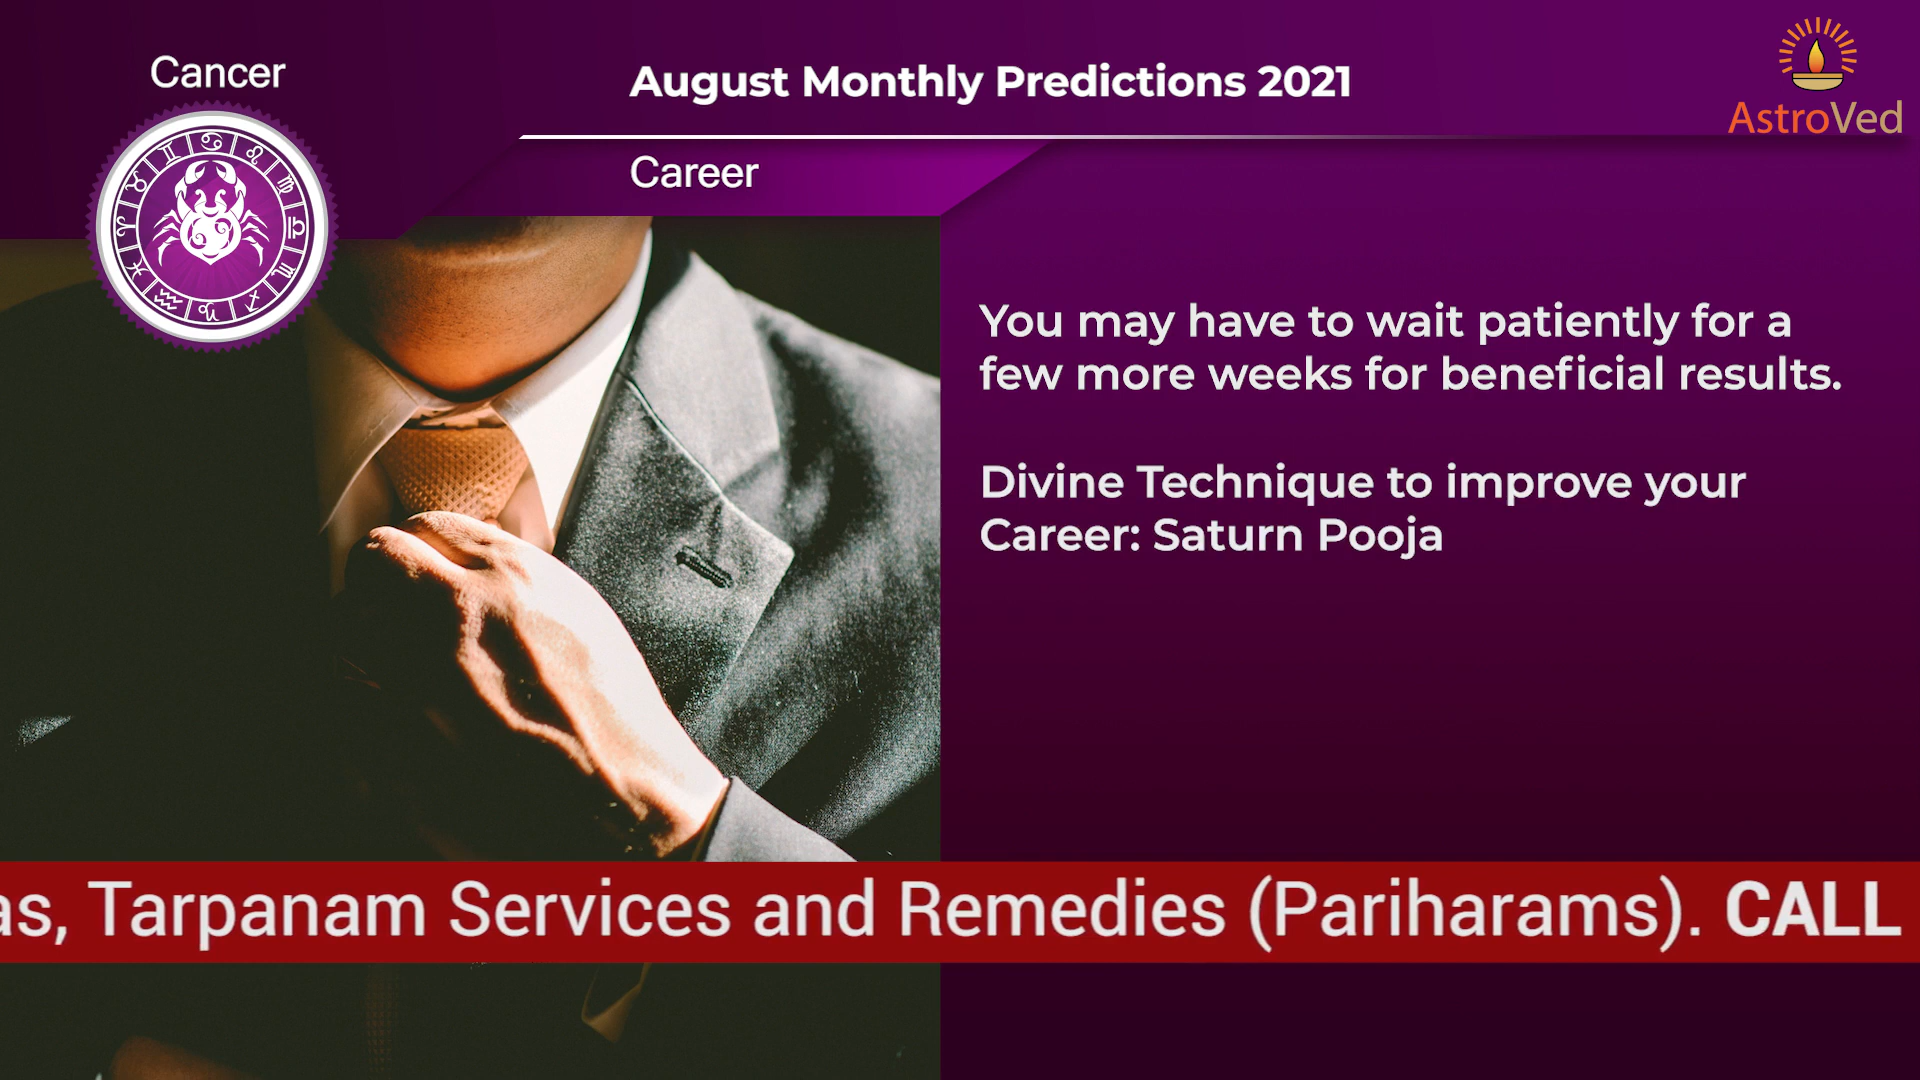 Cancer
August Monthly Predictions 2021
AstroVed
Career
You may have to wait patiently for a
few more weeks for beneficial results.
Divine Technique to improve your
Career: Saturn Pooja
as, Tarpanam Services and Remedies (Pariharams). CALL